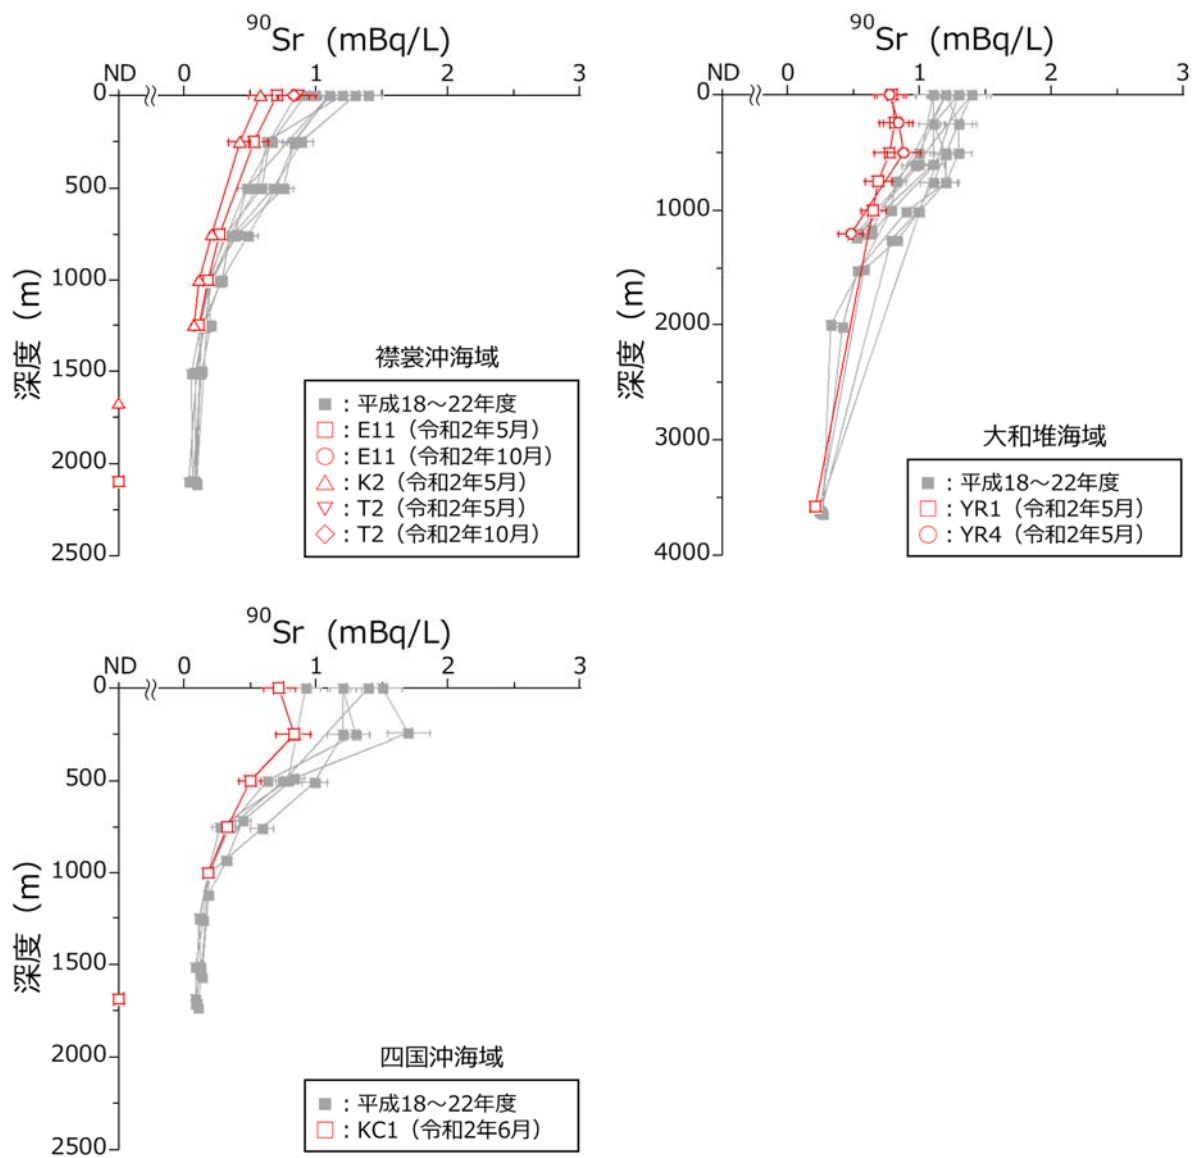 90Sr (mBq/L)
ND 0 1 2 3
0
500
1000
1500
2000
2500
深度 (m)
襟裳沖海域
: 平成18～22年度
: E11（令和2年5月）
: E11（令和2年10月）
: K2（令和2年5月）
: T2（令和2年5月）
: T2（令和2年10月）
90Sr (mBq/L)
ND 0 1 2 3
0
1000
2000
3000
4000
深度 (m)
大和堆海域
: 平成18～22年度
: YR1（令和2年5月）
: YR4（令和2年5月）
90Sr (mBq/L)
ND 0 1 2 3
0
500
1000
1500
2000
2500
深度 (m)
四国沖海域
: 平成18～22年度
: KC1（令和2年6月）